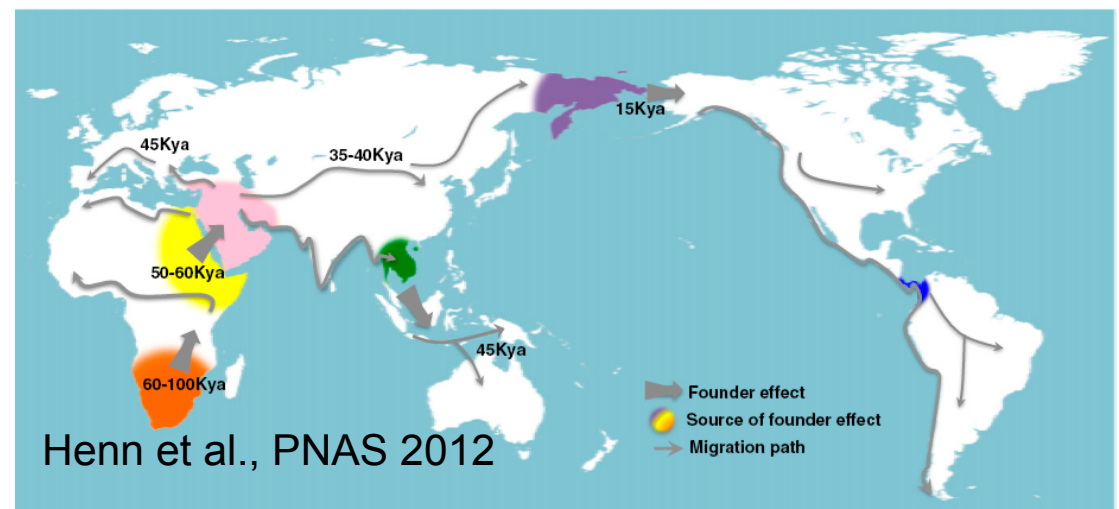 15Kya
45Kya
35-40Kya
50-60Kya
45Kya
60-100Kya
Founder effect
Source of founder effect
Migration path
Henn et al., PNAS 2012